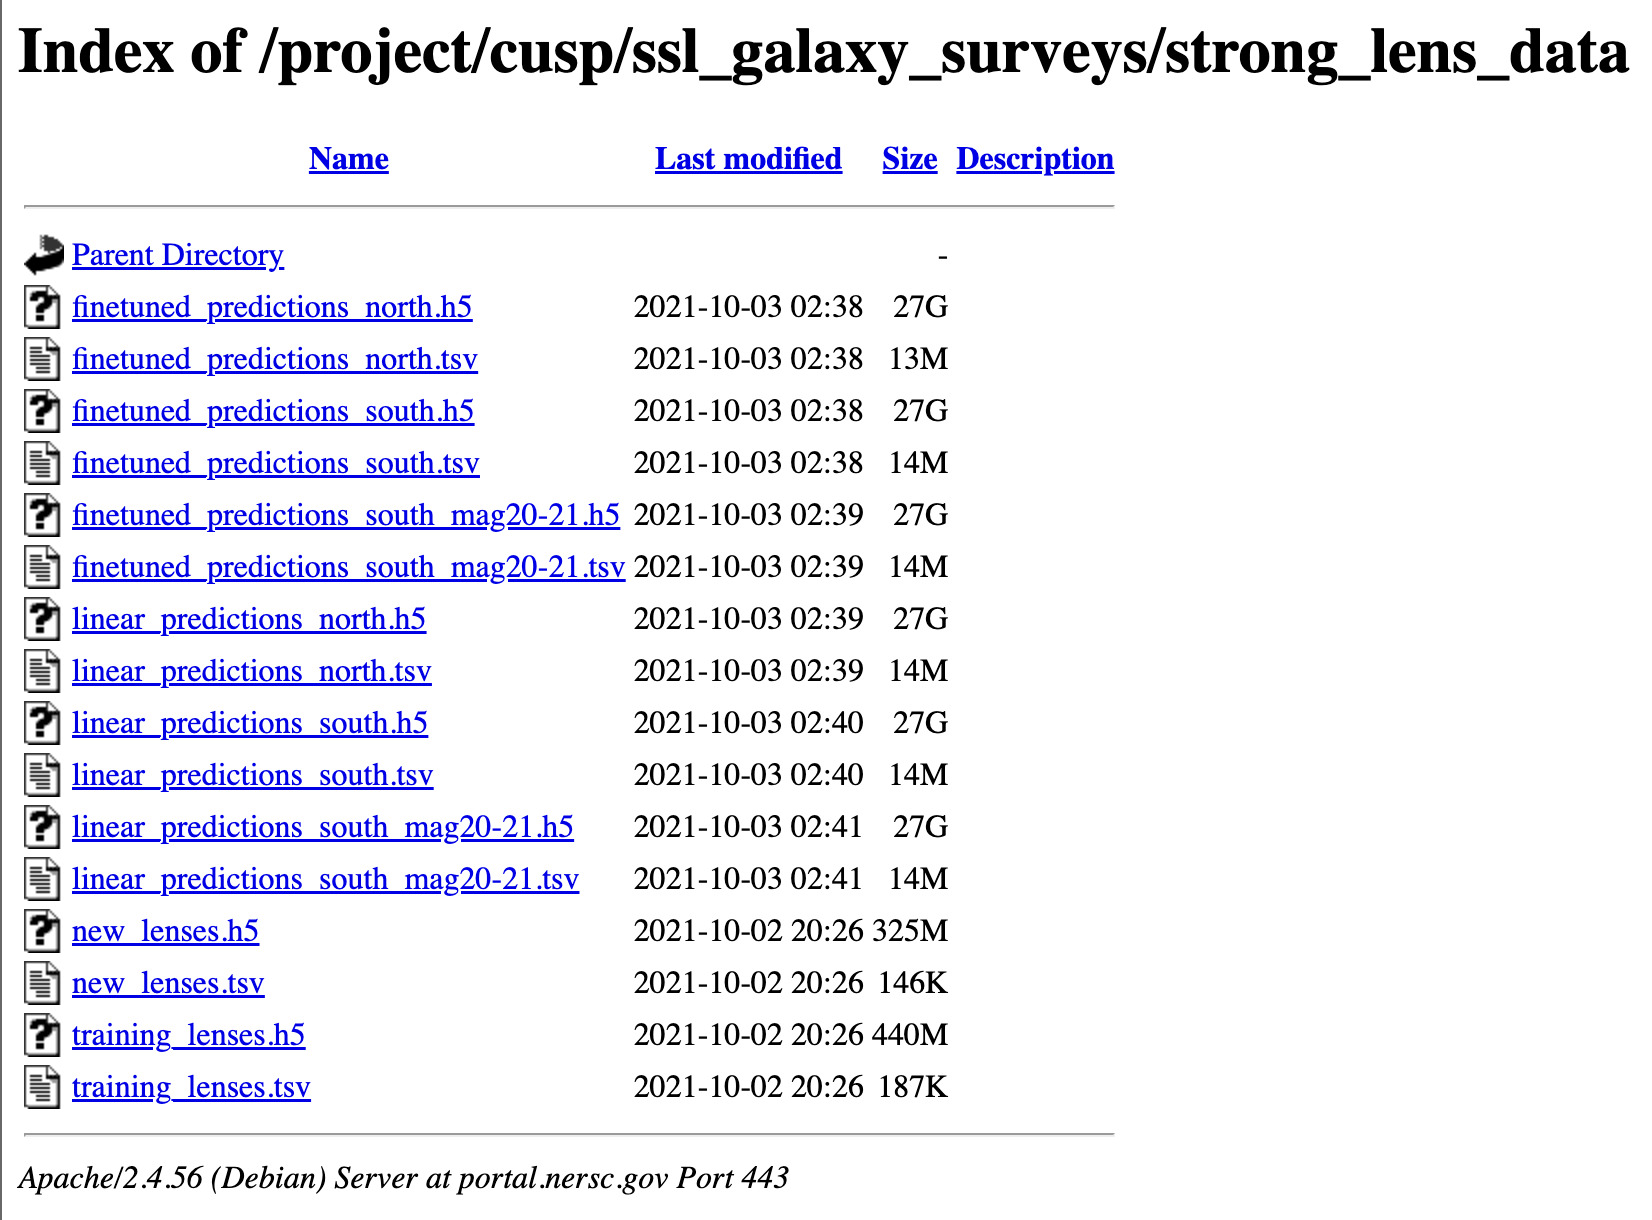 Index of /project/cusp/ssl_galaxy_surveys/strong_lens_data
Name Last modified Size Description
Parent Directory -
finetuned_predictions_north.h5 2021-10-03 02:38 27G
finetuned_predictions_north.tsv 2021-10-03 02:38 13M
finetuned_predictions_south.h5 2021-10-03 02:38 27G
finetuned_predictions_south.tsv 2021-10-03 02:38 14M
finetuned_predictions_south_mag20-21.h5 2021-10-03 02:39 27G
finetuned_predictions_south_mag20-21.tsv 2021-10-03 02:39 14M
linear_predictions_north.h5 2021-10-03 02:39 27G
linear_predictions_north.tsv 2021-10-03 02:39 14M
linear_predictions_south.h5 2021-10-03 02:40 27G
linear_predictions_south.tsv 2021-10-03 02:40 14M
linear_predictions_south_mag20-21.h5 2021-10-03 02:41 27G
linear_predictions_south_mag20-21.tsv 2021-10-03 02:41 14M
new_lenses.h5 2021-10-02 20:26 325M
new_lenses.tsv 2021-10-02 20:26 146K
training_lenses.h5 2021-10-02 20:26 440M
training_lenses.tsv 2021-10-02 20:26 187K
Apache/2.4.56 (Debian) Server at portal.nersc.gov Port 443